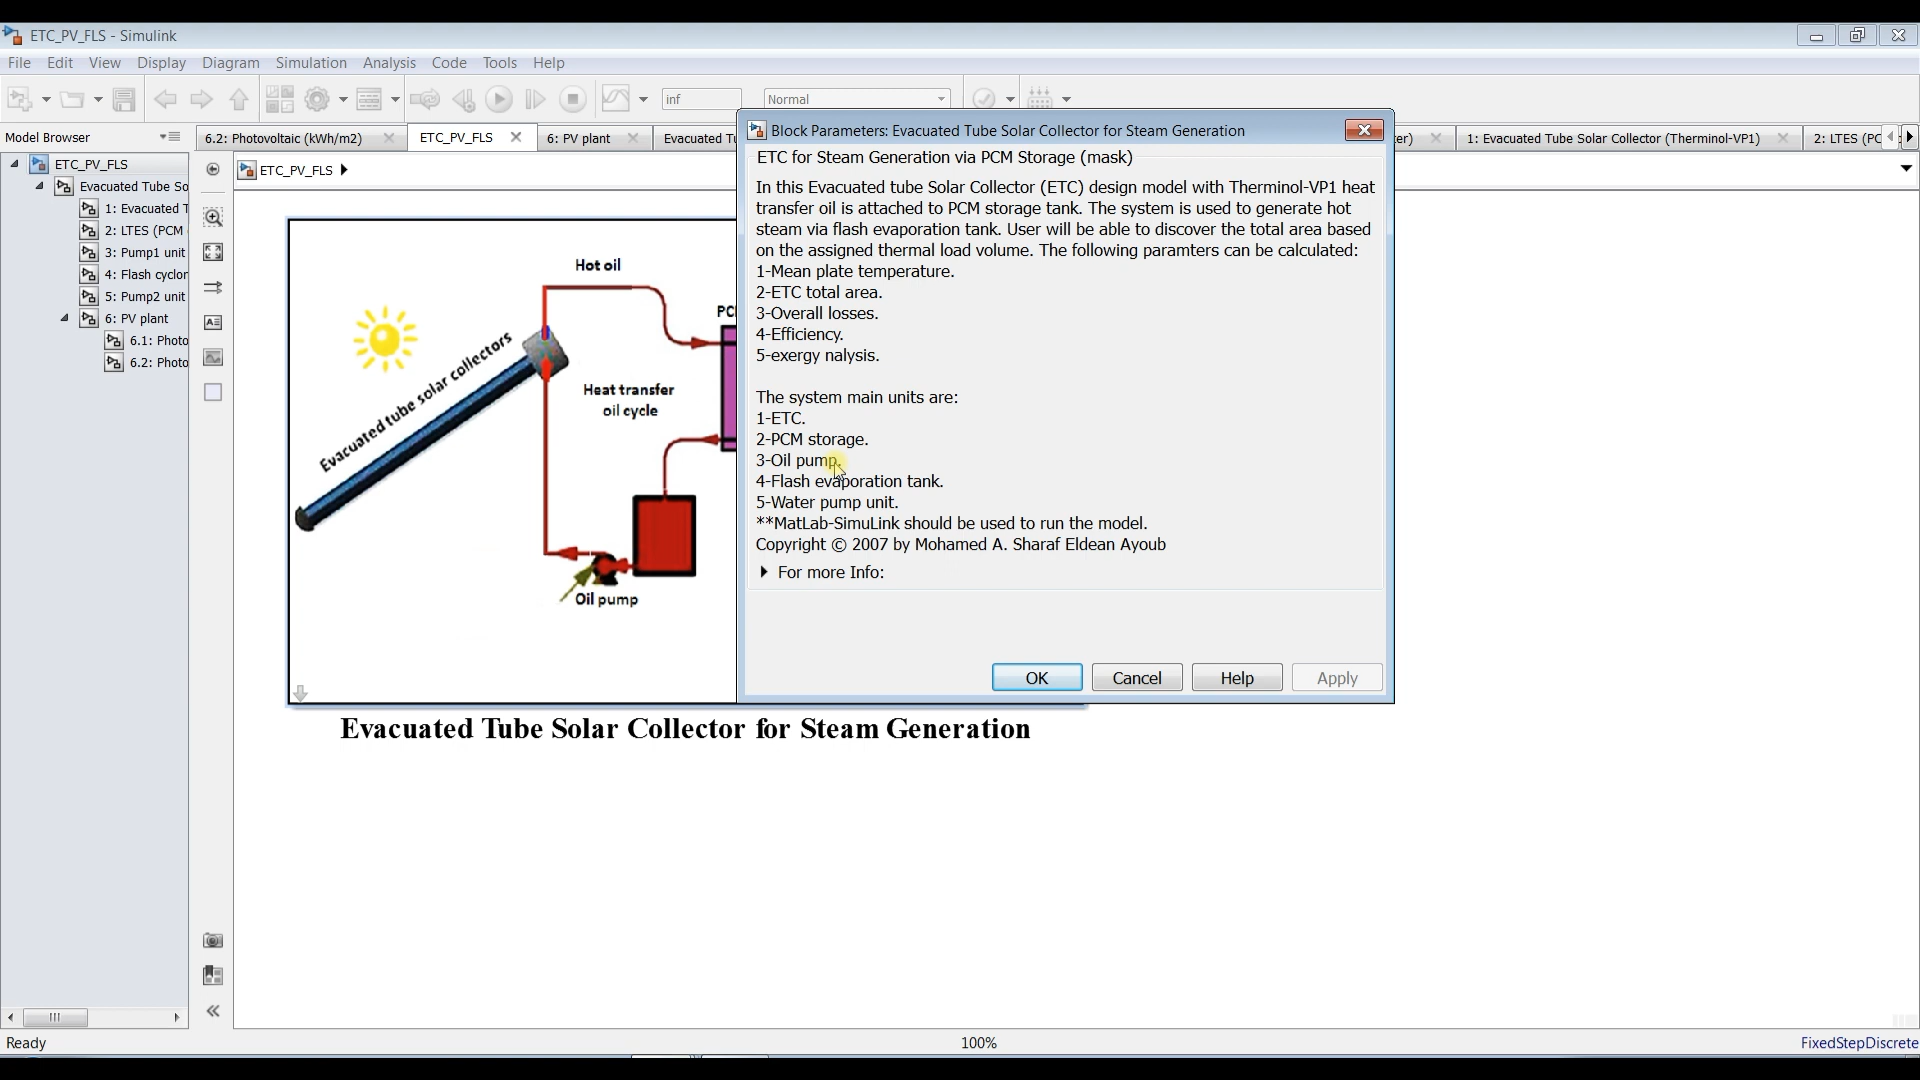 ETC_PV_FLS - Simulink
File Edit View Display Diagram Simulation Analysis Code Tools Help
inf
Normal
Model Browser
6.2: Photovoltaic (kWh/m2)
ETC_PV_FLS
6: PV plant
Evacuated Tu
er)
1: Evacuated Tube Solar Collector (Therminol-VP1)
2: LTES (PC
ETC_PV_FLS
Evacuated Tube So
1: Evacuated T
2: LTES (PCM
3: Pump1 unit
4: Flash cyclor
5: Pump2 unit
6: PV plant
6.1: Photo
6.2: Photo
ETC_PV_FLS
Hot oil
PC
Evacuated tube solar collectors
Heat transfer
oil cycle
Oil pump
Evacuated Tube Solar Collector for Steam Generation
Block Parameters: Evacuated Tube Solar Collector for Steam Generation
ETC for Steam Generation via PCM Storage (mask)
In this Evacuated tube Solar Collector (ETC) design model with Therminol-VP1 heat
transfer oil is attached to PCM storage tank. The system is used to generate hot
steam via flash evaporation tank. User will be able to discover the total area based
on the assigned thermal load volume. The following paramters can be calculated:
1-Mean plate temperature.
2-ETC total area.
3-Overall losses.
4-Efficiency.
5-exergy nalysis.
The system main units are:
1-ETC.
2-PCM storage.
3-Oil pump.
4-Flash evaporation tank.
5-Water pump unit.
**MatLab-SimuLink should be used to run the model.
Copyright © 2007 by Mohamed A. Sharaf Eldean Ayoub
For more Info:
OK Cancel Help Apply
Ready
100%
FixedStepDiscrete